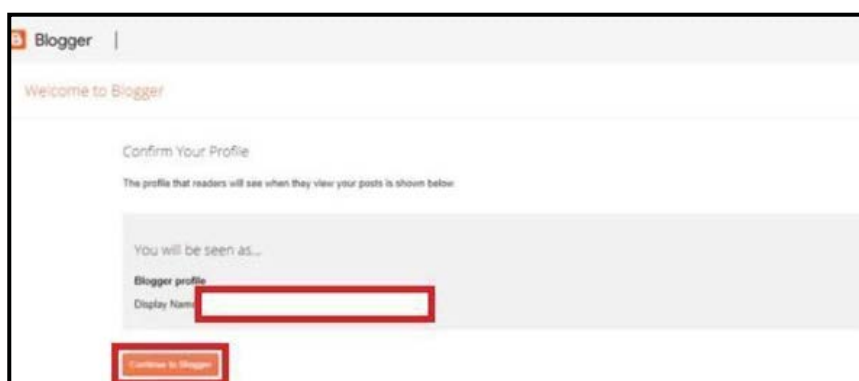 Blogger |
Welcome to Blogger
Confirm Your Profile
The profile that readers will see when they view your posts is shown below
You will be seen as...
Blogger profile
Display Name
Continue to Blogger